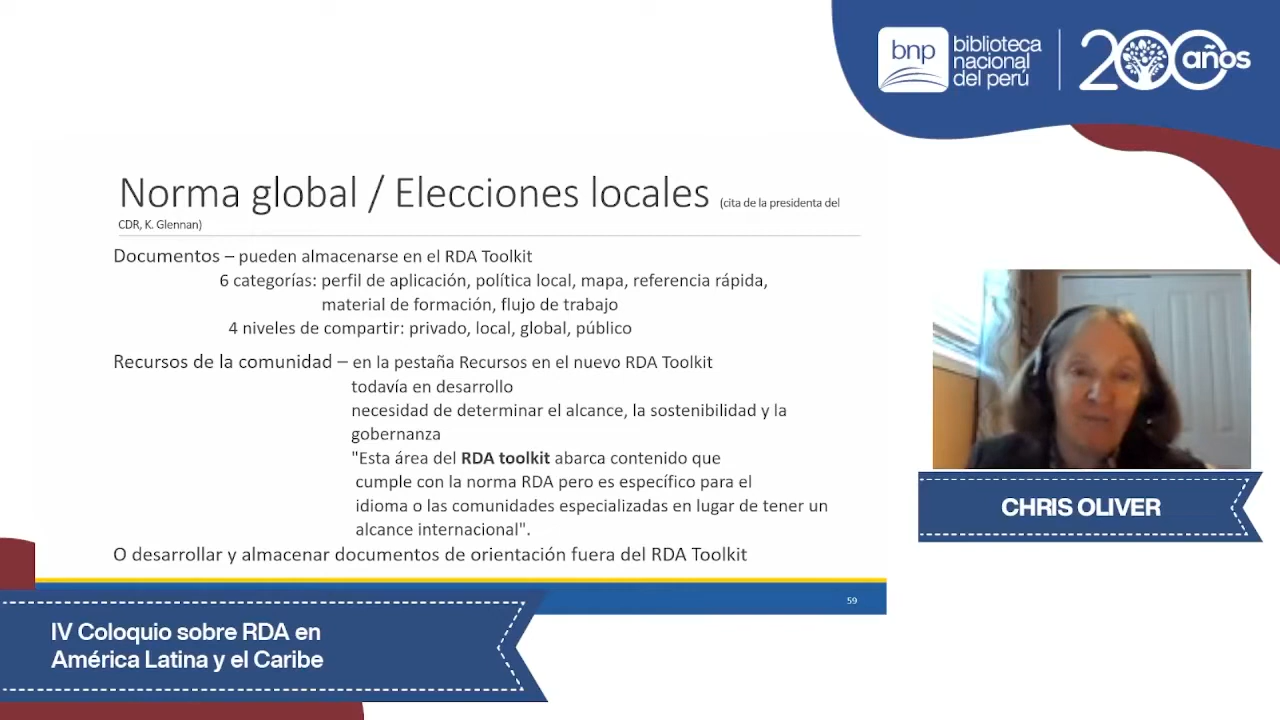 bnp
biblioteca
nacional
del perú
200 años
Norma global / Elecciones locales (cita de la presidenta del
CDR, K. Glennan)
Documentos – pueden almacenarse en el RDA Toolkit
6 categorías: perfil de aplicación, política local, mapa, referencia rápida,
material de formación, flujo de trabajo
4 niveles de compartir: privado, local, global, público
Recursos de la comunidad – en la pestaña Recursos en el nuevo RDA Toolkit
todavía en desarrollo
necesidad de determinar el alcance, la sostenibilidad y la
gobernanza
"Esta área del RDA toolkit abarca contenido que
cumple con la norma RDA pero es específico para el
idioma o las comunidades especializadas en lugar de tener un
alcance internacional".
O desarrollar y almacenar documentos de orientación fuera del RDA Toolkit
59
CHRIS OLIVER
IV Coloquio sobre RDA en
América Latina y el Caribe